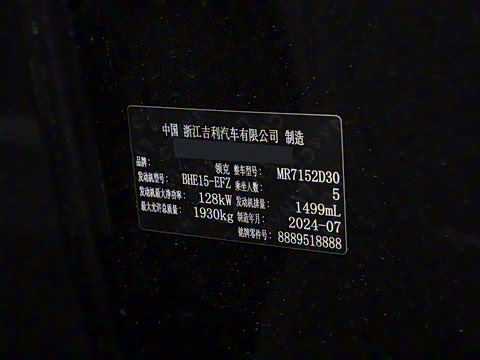 中国 浙江吉利汽车有限公司 制造
品牌： 领克 整车型号： MR7152D30
发动机型号： BHE15-EFZ 乘坐人数： 5
发动机最大净功率： 128kW 发动机排量： 1499mL
最大允许总质量： 1930kg 制造年月： 2024-07
铭牌零件号： 8889518888